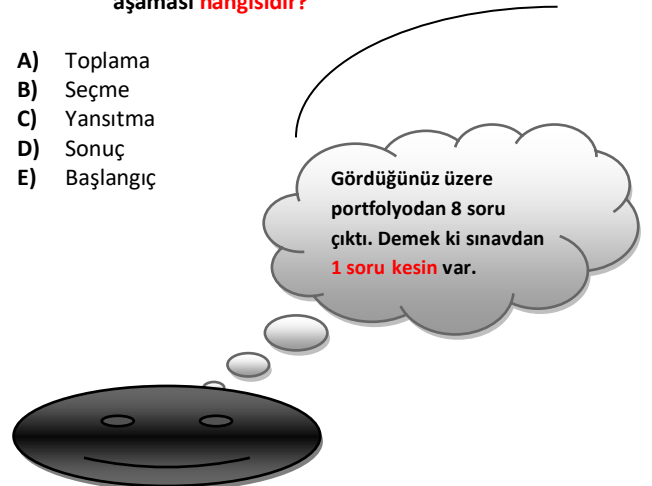 aşaması hangisidir?
A) Toplama
B) Seçme
C) Yansıtma
D) Sonuç
E) Başlangıç
Gördüğünüz üzere
portfolyodan 8 soru
çıktı. Demek ki sınavdan
1 soru kesin var.